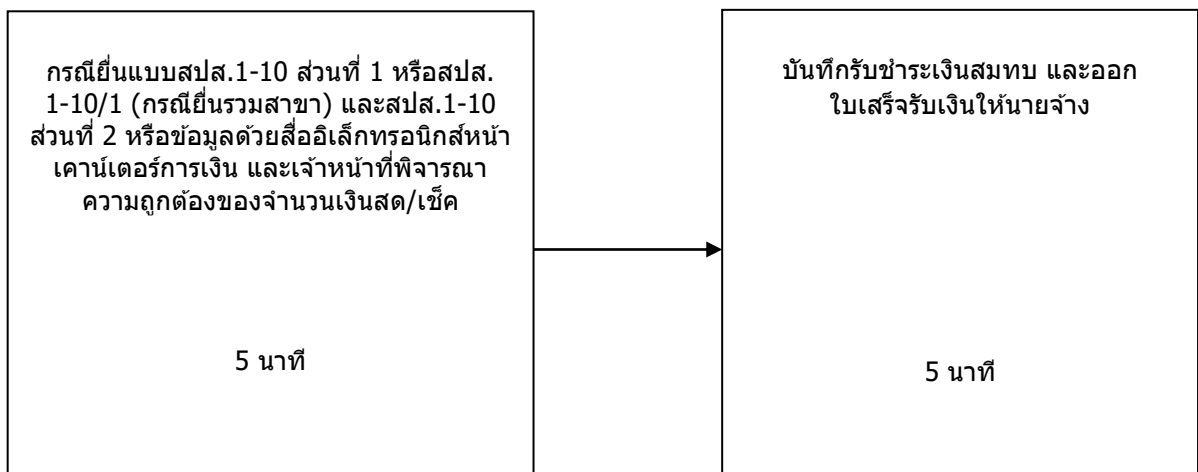 กรณียื่นแบบสปส.1-10 ส่วนที่ 1 หรือสปส.
1-10/1 (กรณียื่นรวมสาขา) และสปส.1-10
ส่วนที่ 2 หรือข้อมูลด้วยสื่ออิเล็กทรอนิกส์หน้า
เคาน์เตอร์การเงิน และเจ้าหน้าที่พิจารณา
ความถูกต้องของจำนวนเงินสด/เช็ค
5 นาที
บันทึกรับชำระเงินสมทบ และออก
ใบเสร็จรับเงินให้นายจ้าง
5 นาที